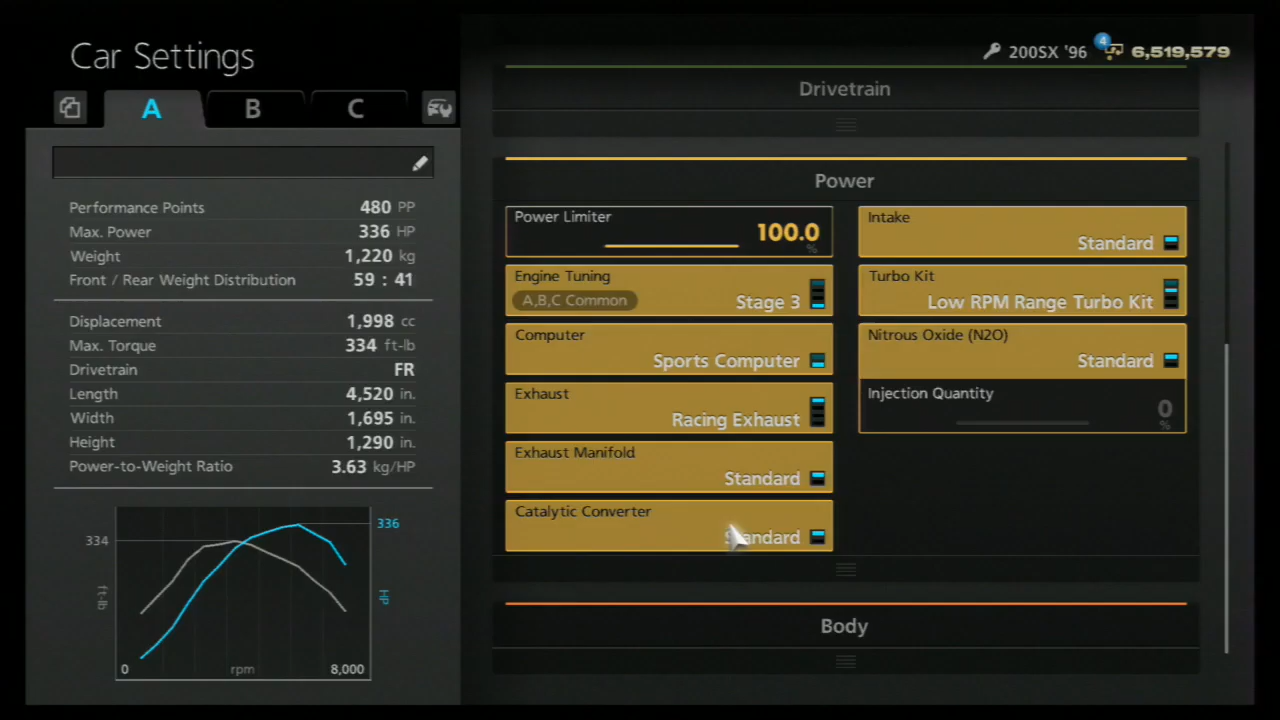 Car Settings
200SX '96
4
6,519,579
A
B
C
Performance Points 480 PP
Max. Power 336 HP
Weight 1,220 kg
Front / Rear Weight Distribution 59 : 41
Displacement 1,998 cc
Max. Torque 334 ft-lb
Drivetrain FR
Length 4,520 in.
Width 1,695 in.
Height 1,290 in.
Power-to-Weight Ratio 3.63 kg/HP
336
334
ft-lb
HP
0 rpm 8,000
Drivetrain
Power
Power Limiter
100.0
%
Engine Tuning
A,B,C Common
Stage 3
Computer
Sports Computer
Exhaust
Racing Exhaust
Exhaust Manifold
Standard
Catalytic Converter
Standard
Intake
Standard
Turbo Kit
Low RPM Range Turbo Kit
Nitrous Oxide (N2O)
Standard
Injection Quantity
0
%
Body